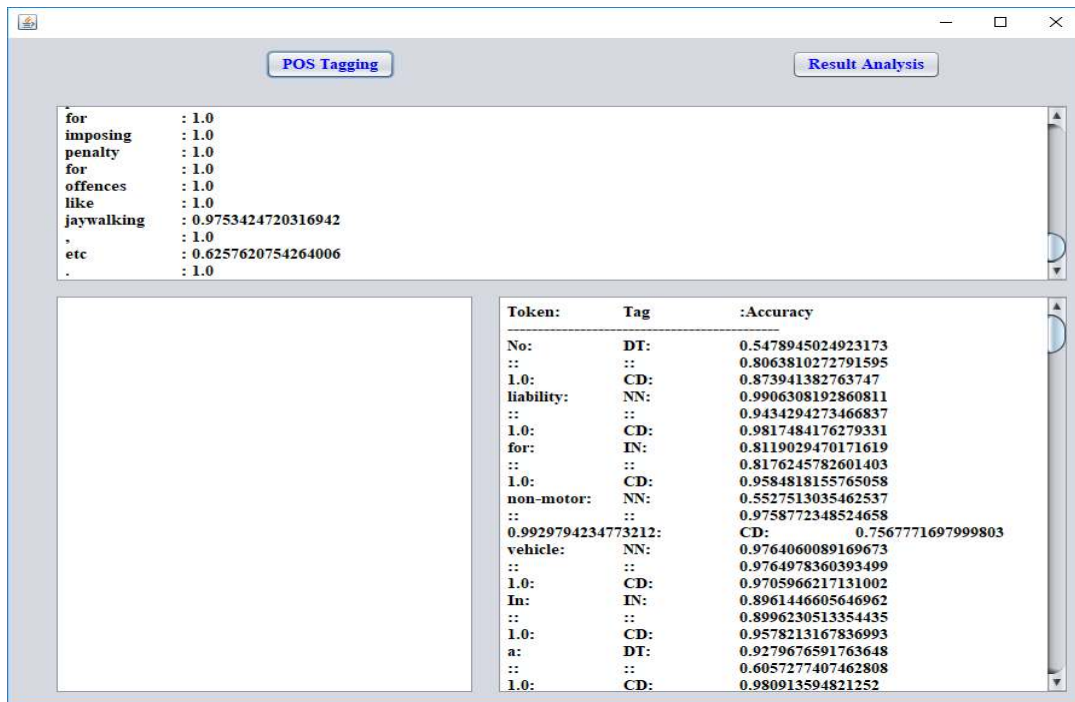 POS Tagging
Result Analysis
for : 1.0
imposing : 1.0
penalty : 1.0
for : 1.0
offences : 1.0
like : 1.0
jaywalking : 0.9753424720316942
, : 1.0
etc : 0.6257620754264006
. : 1.0
Token: Tag :Accuracy
---------------------------------------------
No: DT: 0.5478945024923173
:: :: 0.8063810272791595
1.0: CD: 0.873941382763747
liability: NN: 0.9906308192860811
:: :: 0.9434294273466837
1.0: CD: 0.9817484176279331
for: IN: 0.8119029470171619
:: :: 0.8176245782601403
1.0: CD: 0.9584818155765058
non-motor: NN: 0.5527513035462537
:: :: 0.9758772348524658
0.9929794234773212: CD: 0.7567771697999803
vehicle: NN: 0.9764060089169673
:: :: 0.9764978360393499
1.0: CD: 0.9705966217131002
In: IN: 0.8961446605646962
:: :: 0.8996230513354435
1.0: CD: 0.9578213167836993
a: DT: 0.9279676591763648
:: :: 0.6057277407462808
1.0: CD: 0.980913594821252